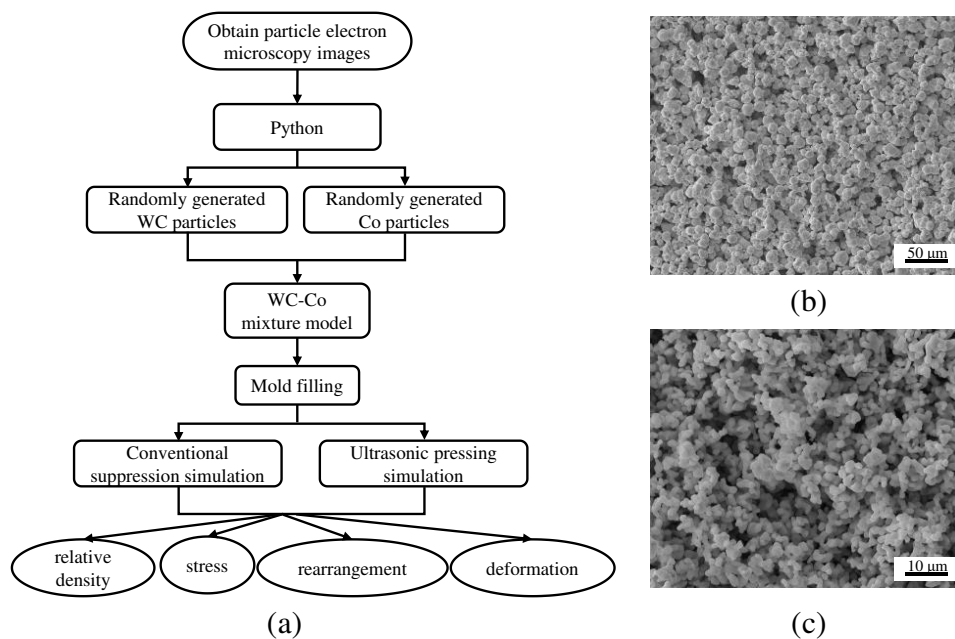 Obtain particle electron
microscopy images
Python
Randomly generated
WC particles
Randomly generated
Co particles
WC-Co
mixture model
Mold filling
Conventional
suppression simulation
Ultrasonic pressing
simulation
relative
density
stress
rearrangement
deformation
(a)
50 μm
(b)
10 μm
(c)